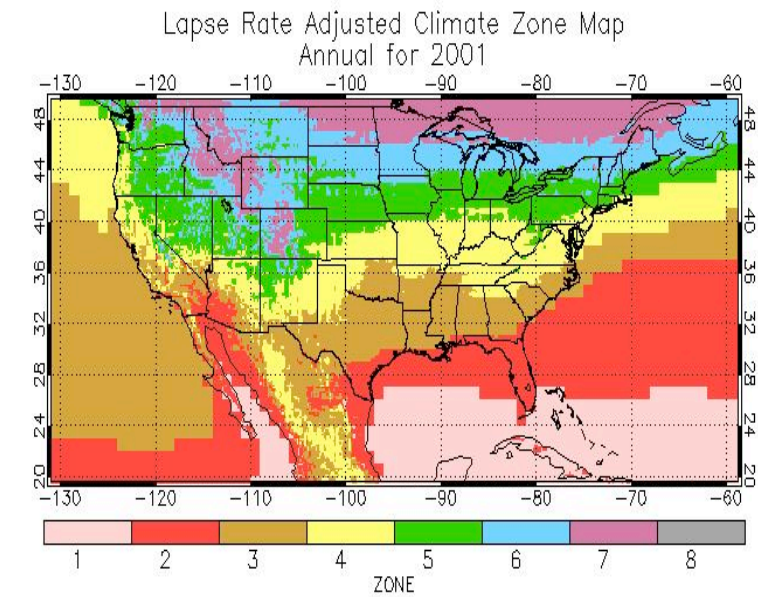 Lapse Rate Adjusted Climate Zone Map
Annual for 2001
-130 -120 -110 -100 -90 -80 -70 -60
48 48
44 44
40 40
36 36
32 32
28 28
24 24
20 20
-130 -120 -110 -100 -90 -80 -70 -60
1 2 3 4 5 6 7 8
ZONE